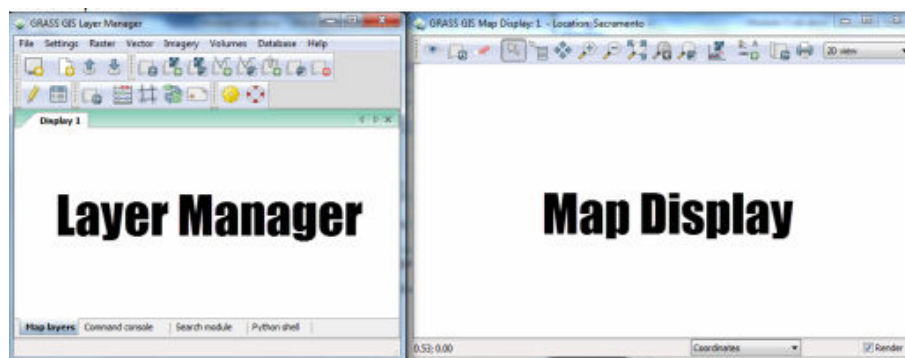 GRASS GIS Layer Manager
File Settings Raster Vector Imagery Volumes Database Help
Display 1
Layer Manager
Map layers Command console Search module Python shell
GRASS GIS Map Display: 1 - Location: Sacramento
2D view
Map Display
0.53; 0.00
Coordinates
Render